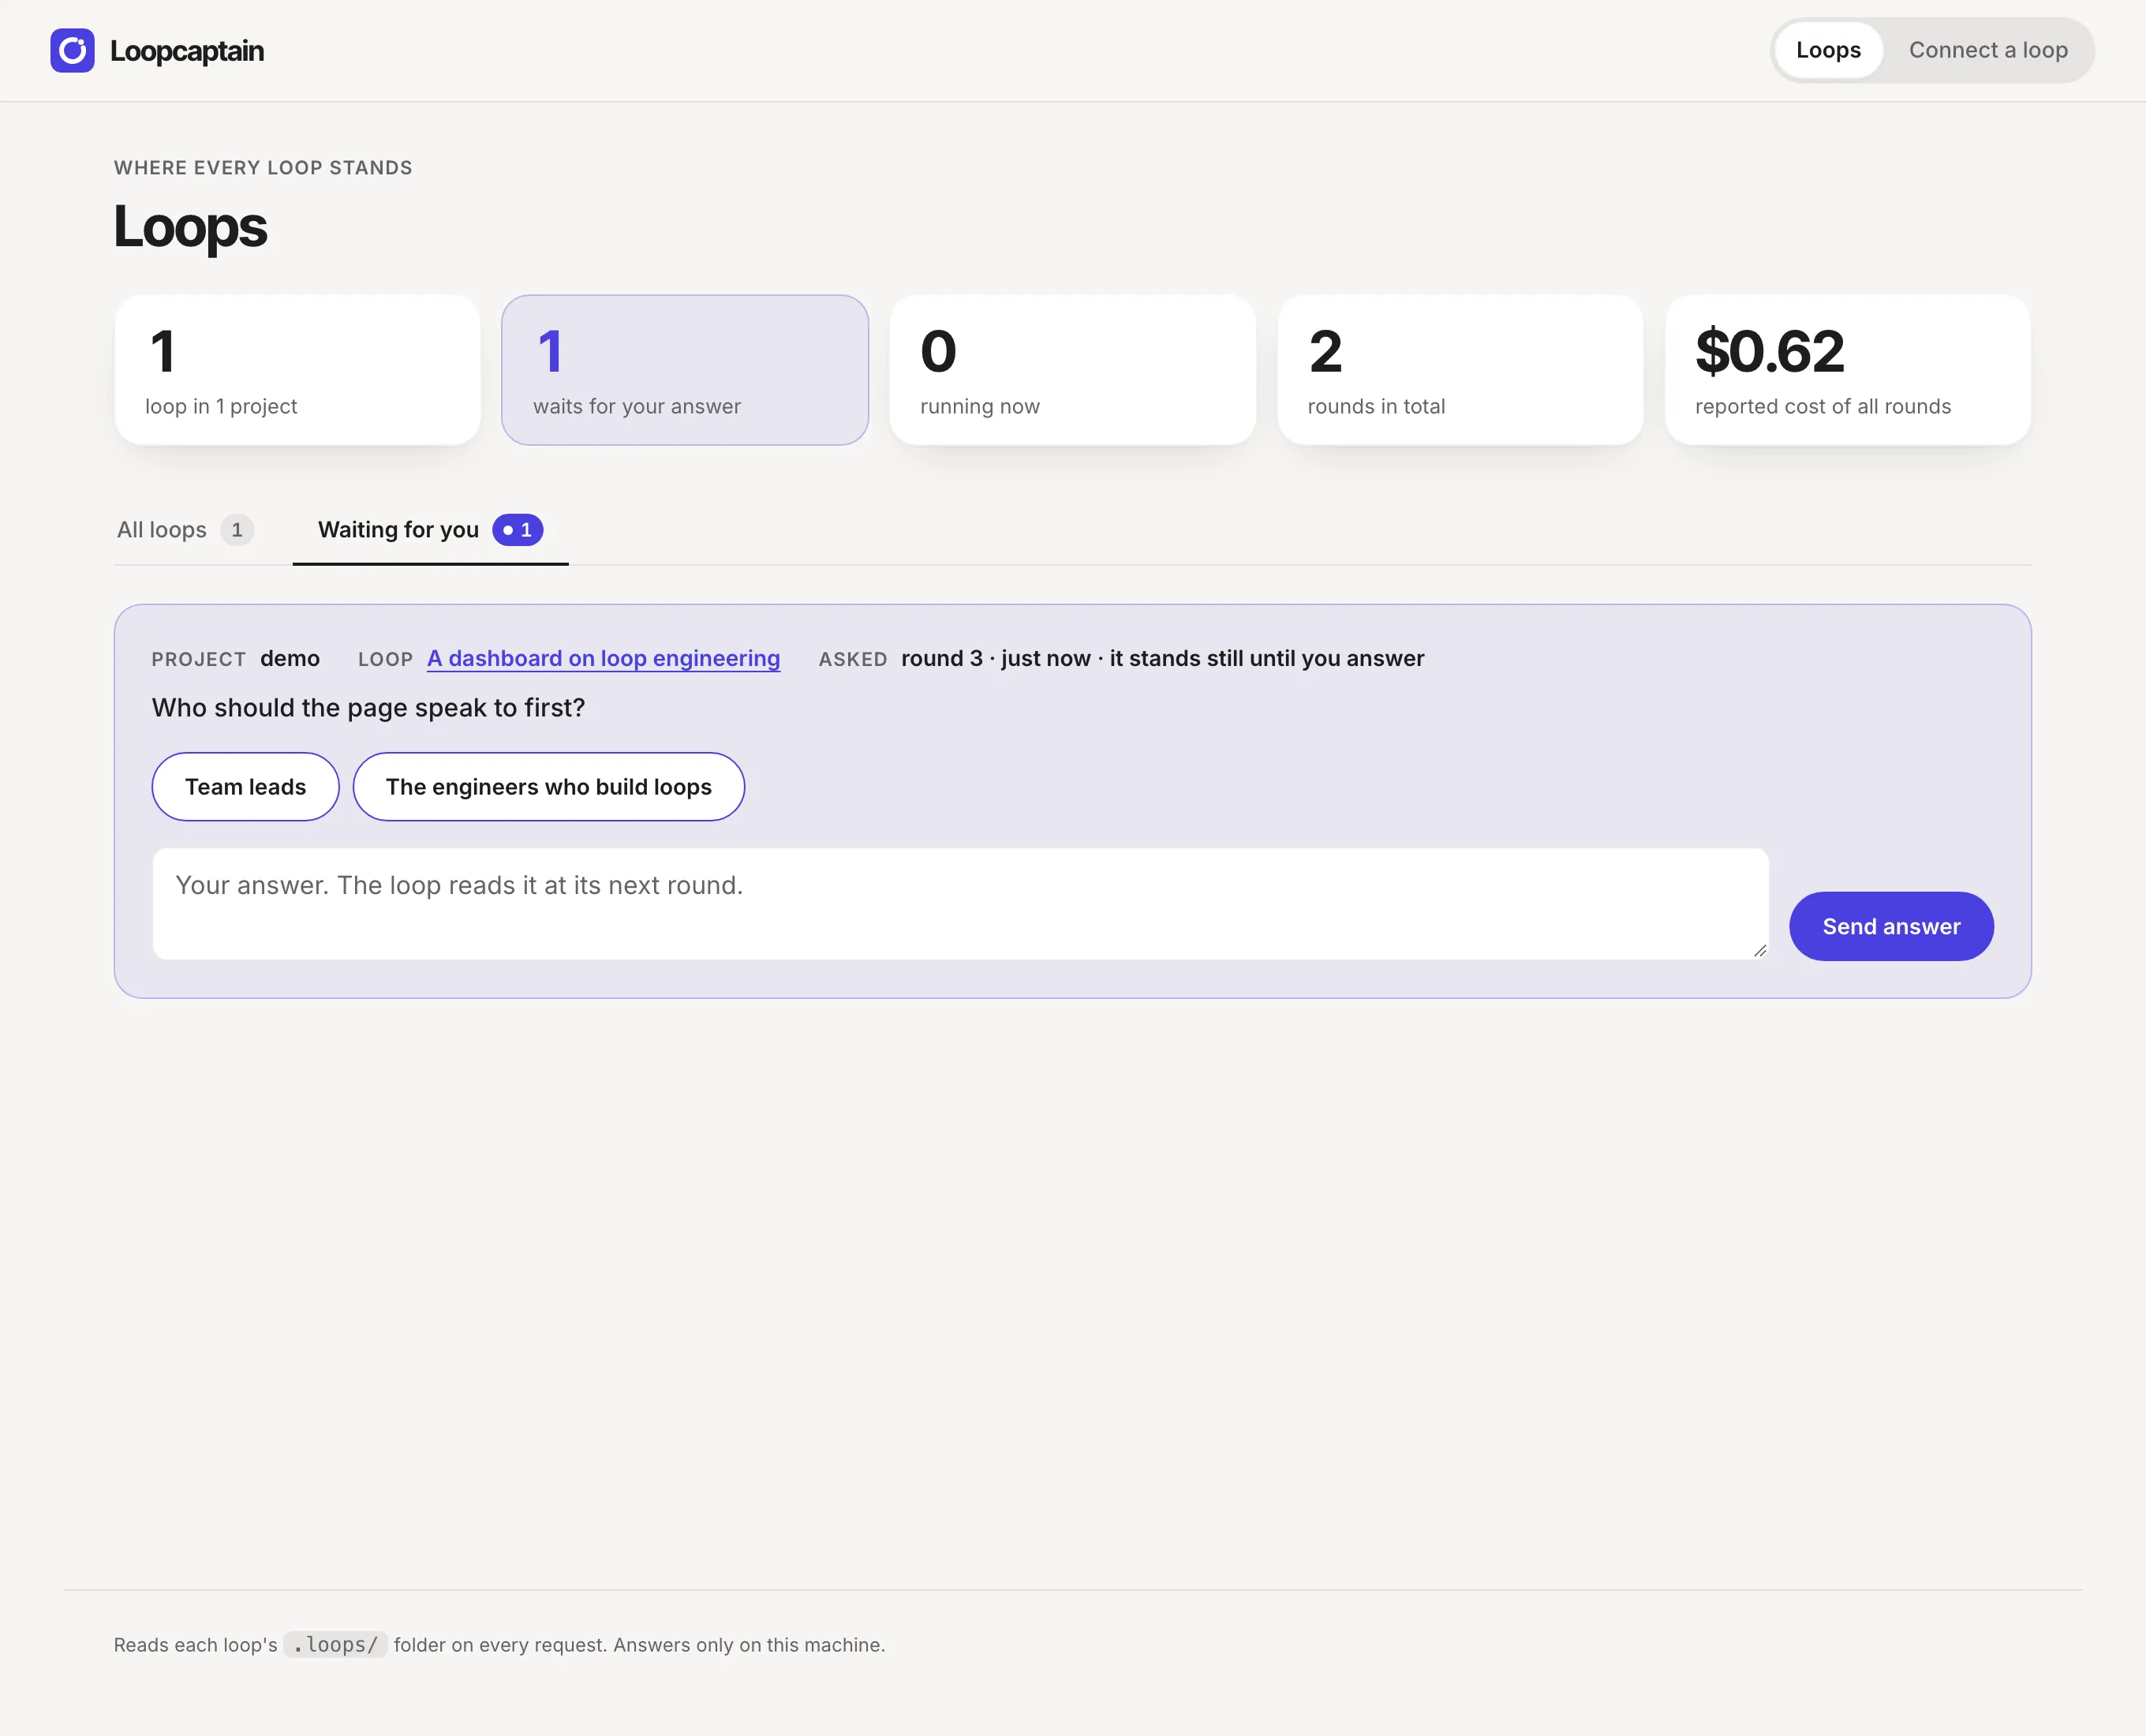 Loopcaptain
Loops
Connect a loop
WHERE EVERY LOOP STANDS
Loops
1
loop in 1 project
1
waits for your answer
0
running now
2
rounds in total
$0.62
reported cost of all rounds
All loops 1
Waiting for you 1
PROJECT demo LOOP A dashboard on loop engineering ASKED round 3 · just now · it stands still until you answer
Who should the page speak to first?
Team leads
The engineers who build loops
Your answer. The loop reads it at its next round.
Send answer
Reads each loop's .loops/ folder on every request. Answers only on this machine.